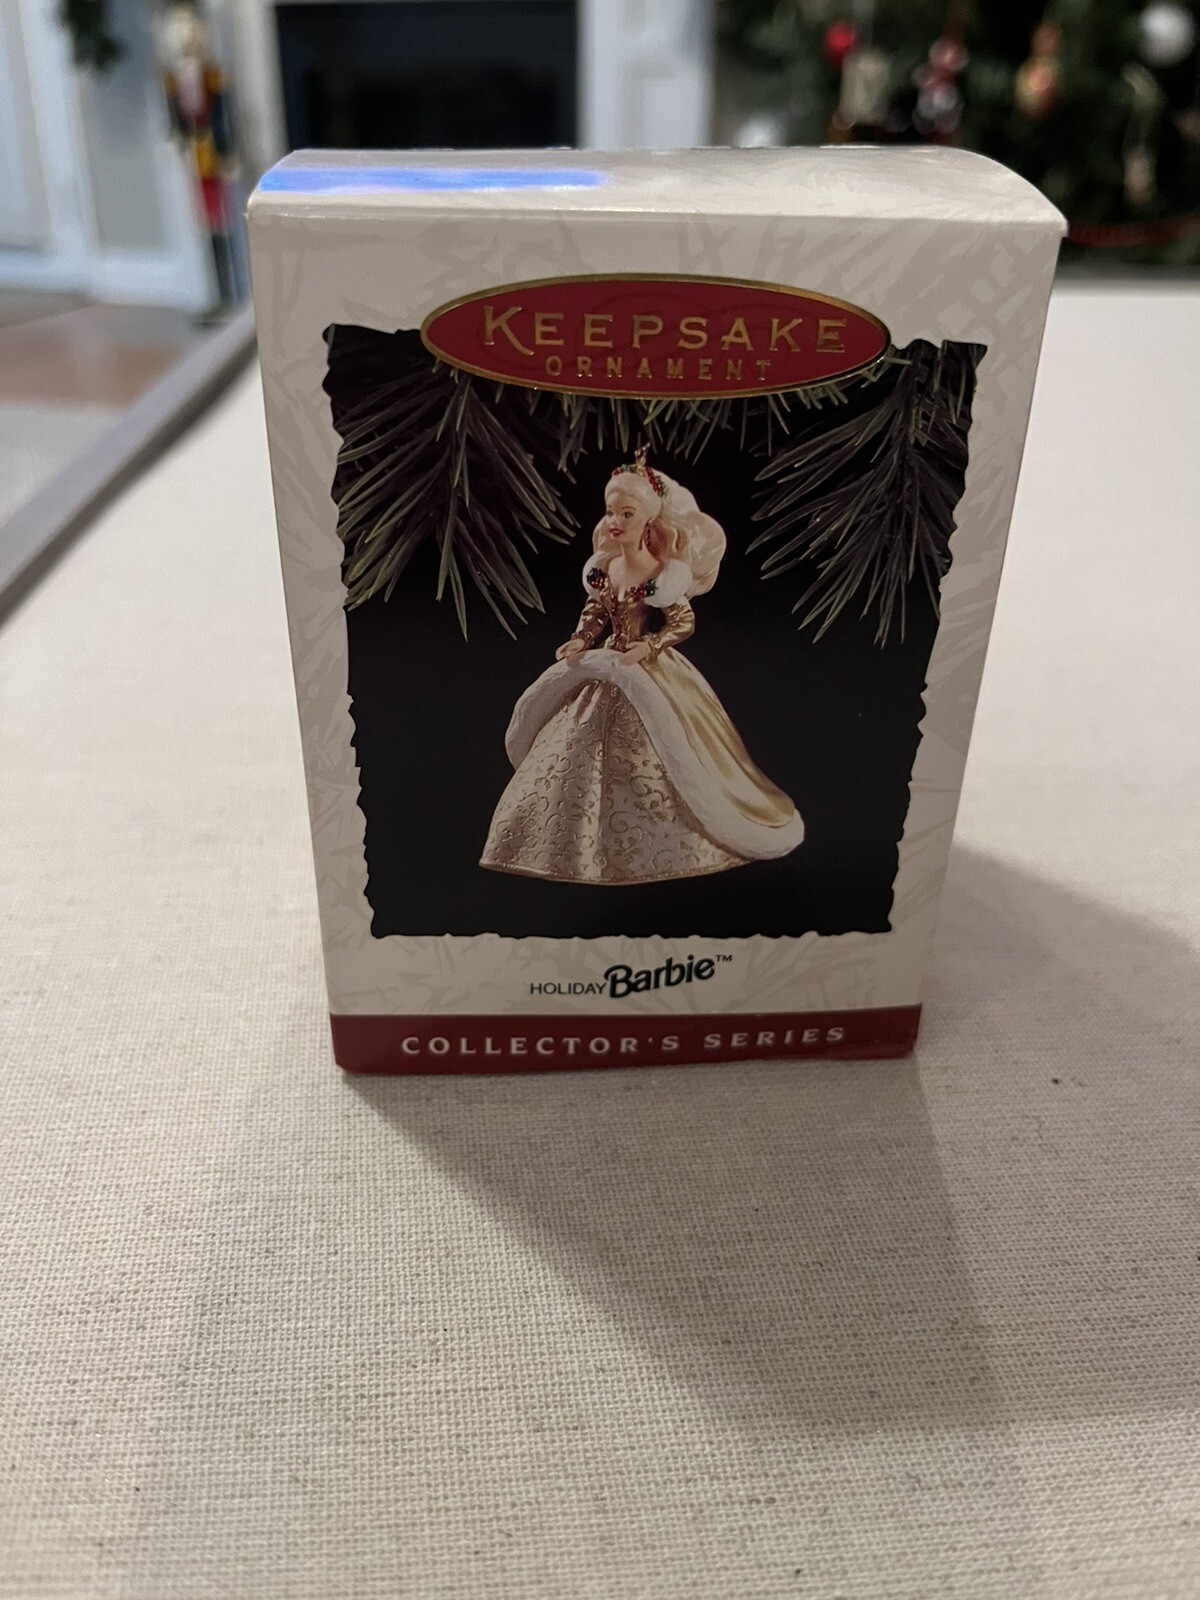 KEEPSAKE
ORNAMENT
HOLIDAY Barbie™
COLLECTOR'S SERIES